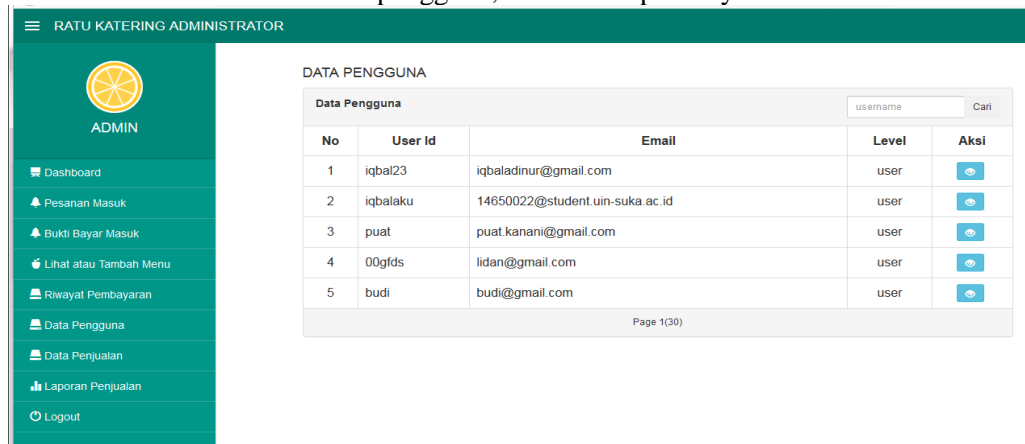 RATU KATERING ADMINISTRATOR
ADMIN
Dashboard
Pesanan Masuk
Bukti Bayar Masuk
Lihat atau Tambah Menu
Riwayat Pembayaran
Data Pengguna
Data Penjualan
Laporan Penjualan
Logout
DATA PENGGUNA
Data Pengguna username Cari
No User Id Email Level Aksi
1 iqbal23 iqbaladinur@gmail.com user
2 iqbalaku 14650022@student.uin-suka.ac.id user
3 puat puat.kanani@gmail.com user
4 00gfds lidan@gmail.com user
5 budi budi@gmail.com user
Page 1(30)